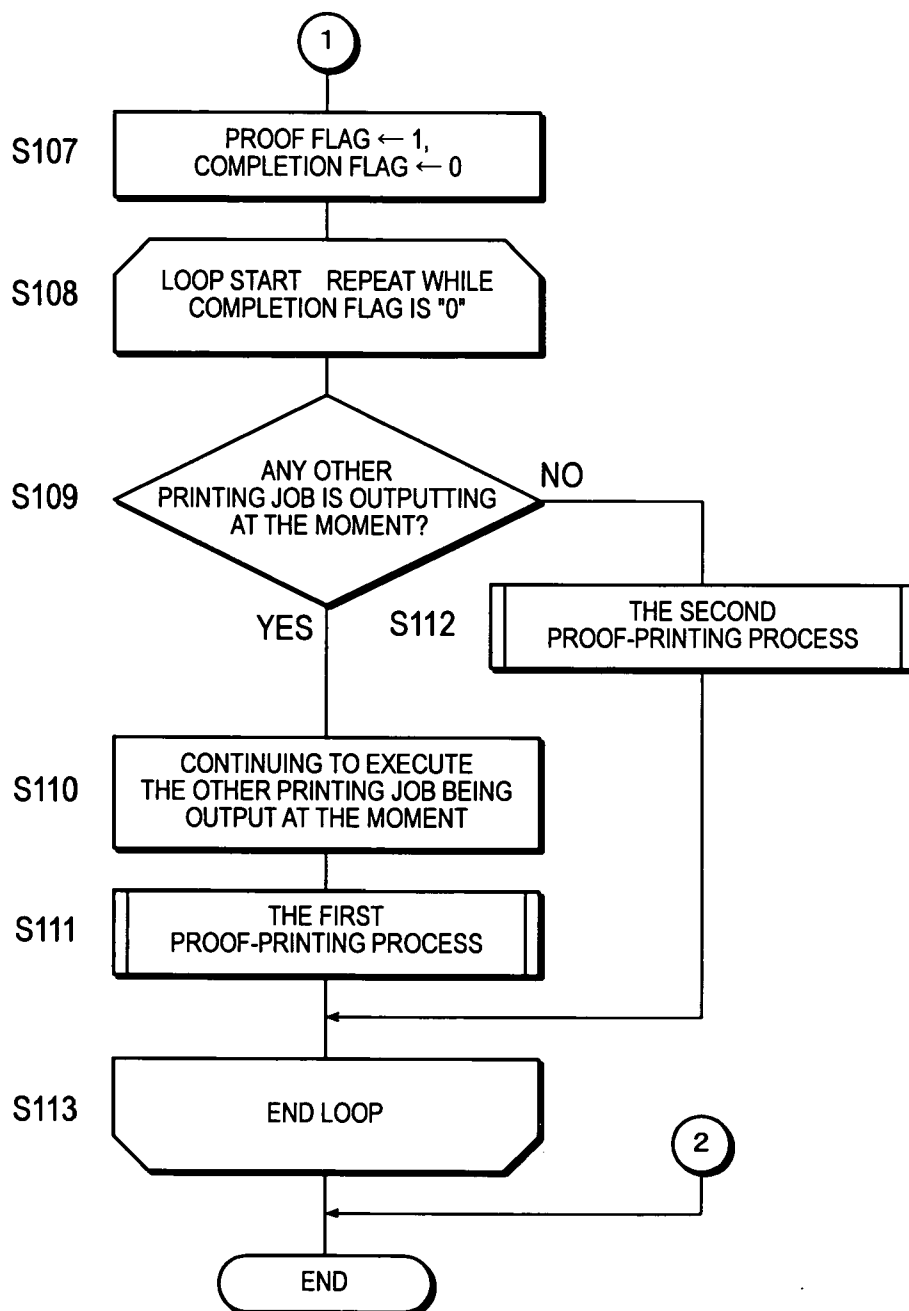 1
S107
PROOF FLAG ← 1,
COMPLETION FLAG ← 0
S108
LOOP START REPEAT WHILE
COMPLETION FLAG IS "0"
S109
ANY OTHER
PRINTING JOB IS OUTPUTTING
AT THE MOMENT?
NO
YES
S112
THE SECOND
PROOF-PRINTING PROCESS
S110
CONTINUING TO EXECUTE
THE OTHER PRINTING JOB BEING
OUTPUT AT THE MOMENT
S111
THE FIRST
PROOF-PRINTING PROCESS
S113
END LOOP
2
END